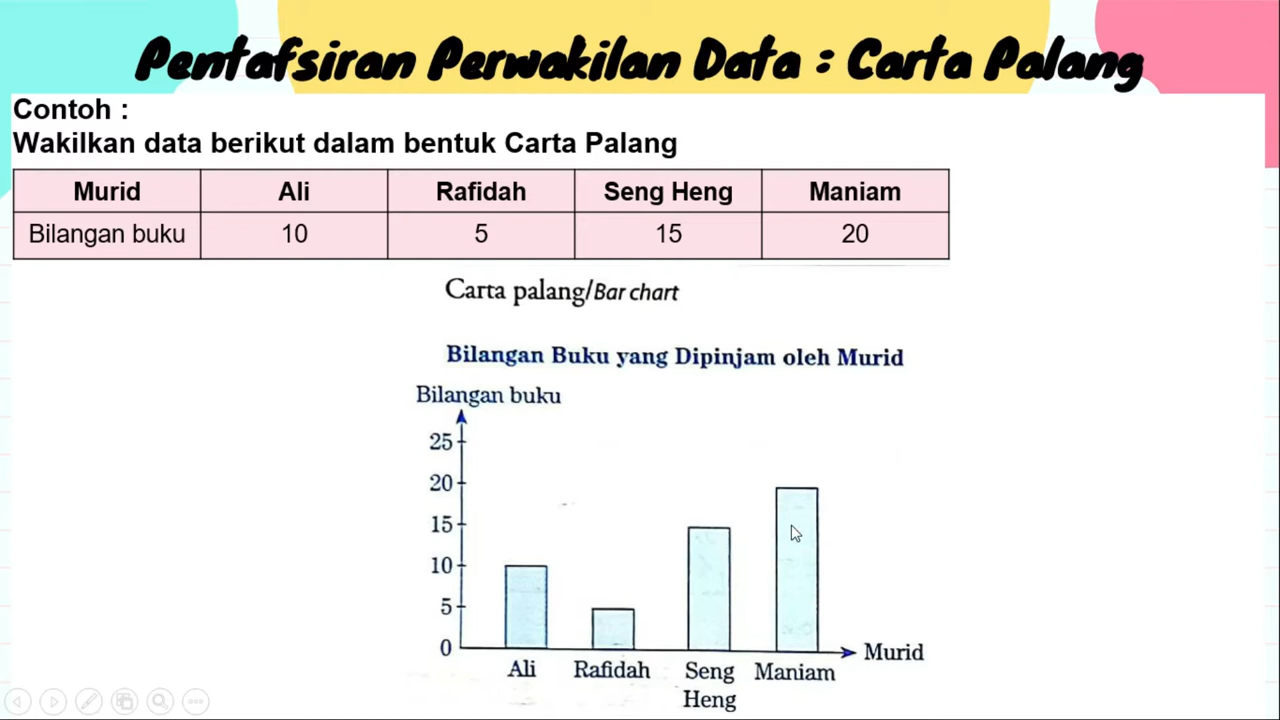 Pentafsiran Perwakilan Data : Carta Palang
Contoh :
Wakilkan data berikut dalam bentuk Carta Palang
Murid Ali Rafidah Seng Heng Maniam
Bilangan buku 10 5 15 20
Carta palang/Bar chart
Bilangan Buku yang Dipinjam oleh Murid
Bilangan buku
25
20
15
10
5
0
Murid
Ali Rafidah Seng Maniam
Heng